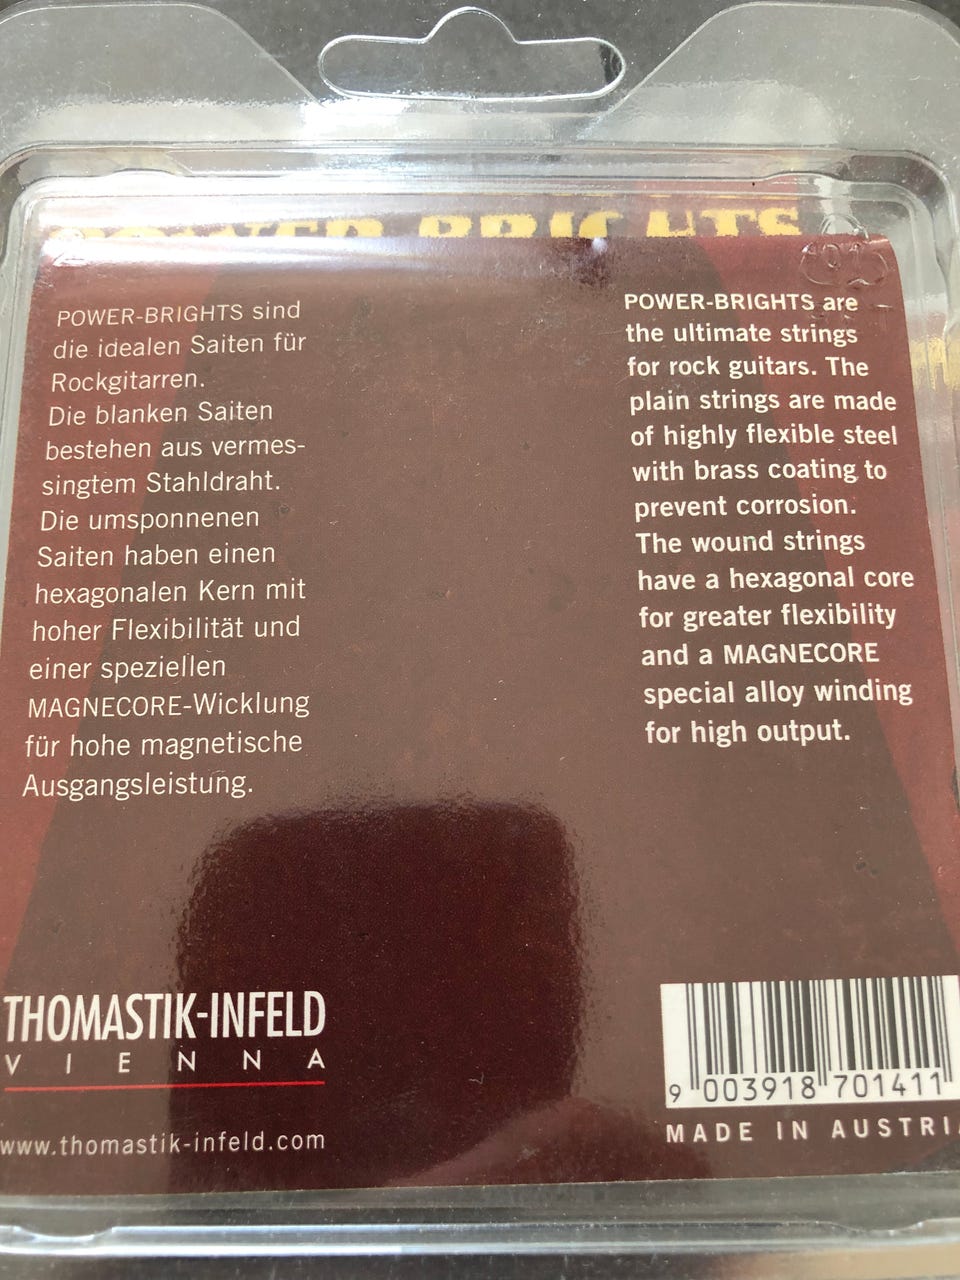 POWER BRIGHTS
POWER-BRIGHTS sind
die idealen Saiten für
Rockgitarren.
Die blanken Saiten
bestehen aus vermes-
singtem Stahldraht.
Die umsponnenen
Saiten haben einen
hexagonalen Kern mit
hoher Flexibilität und
einer speziellen
MAGNECORE-Wicklung
für hohe magnetische
Ausgangsleistung.
POWER-BRIGHTS are
the ultimate strings
for rock guitars. The
plain strings are made
of highly flexible steel
with brass coating to
prevent corrosion.
The wound strings
have a hexagonal core
for greater flexibility
and a MAGNECORE
special alloy winding
for high output.
THOMASTIK-INFELD
VIENNA
www.thomastik-infeld.com
9 003918 701411
MADE IN AUSTRIA